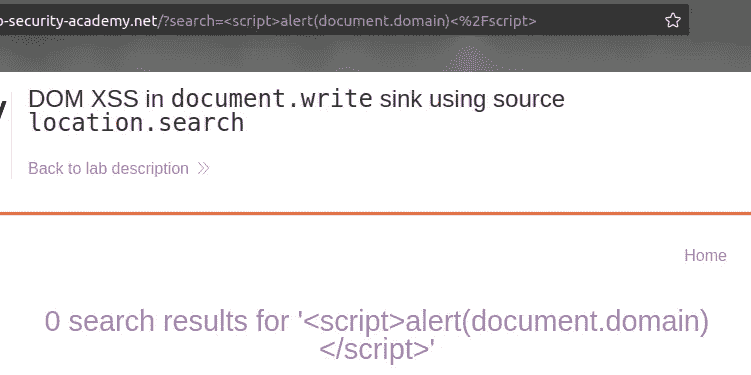 o-security-academy.net/?search=<script>alert(document.domain)<%2Fscript>
DOM XSS in document.write sink using source
location.search
Back to lab description
Home
0 search results for '<script>alert(document.domain)
</script>'